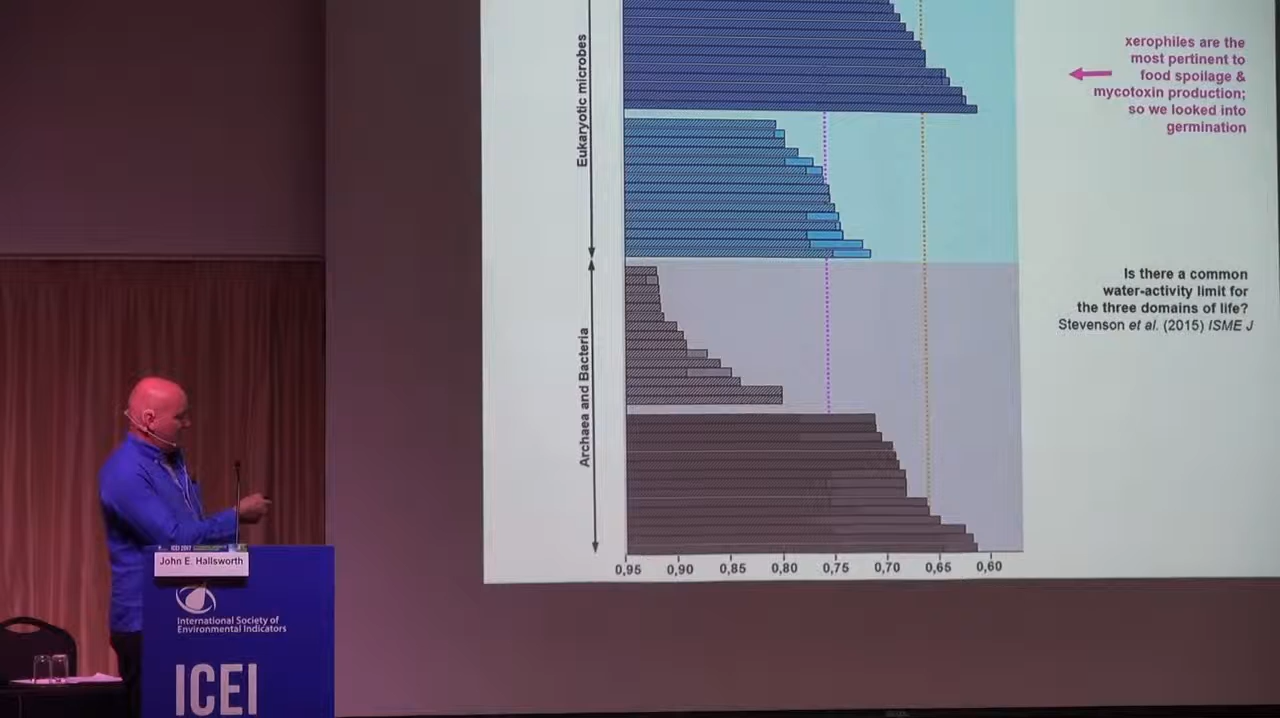 Eukaryotic microbes
xerophiles are the
most pertinent to
food spoilage &
mycotoxin production;
so we looked into
germination
Is there a common
water-activity limit for
the three domains of life?
Stevenson et al. (2015) ISME J
Archaea and Bacteria
0,95 0,90 0,85 0,80 0,75 0,70 0,65 0,60
ICEI 2017
John E. Hallsworth
International Society of
Environmental Indicators
ICEI